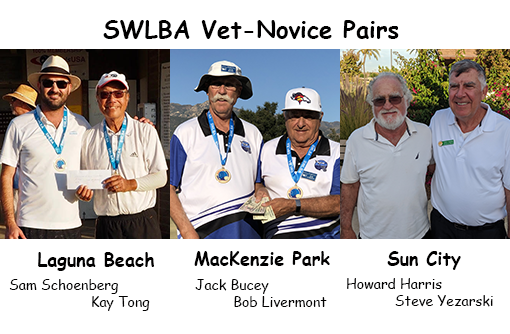 SWLBA Vet-Novice Pairs
Laguna Beach
Sam Schoenberg
Kay Tong
MacKenzie Park
Jack Bucey
Bob Livermont
Sun City
Howard Harris
Steve Yezarski